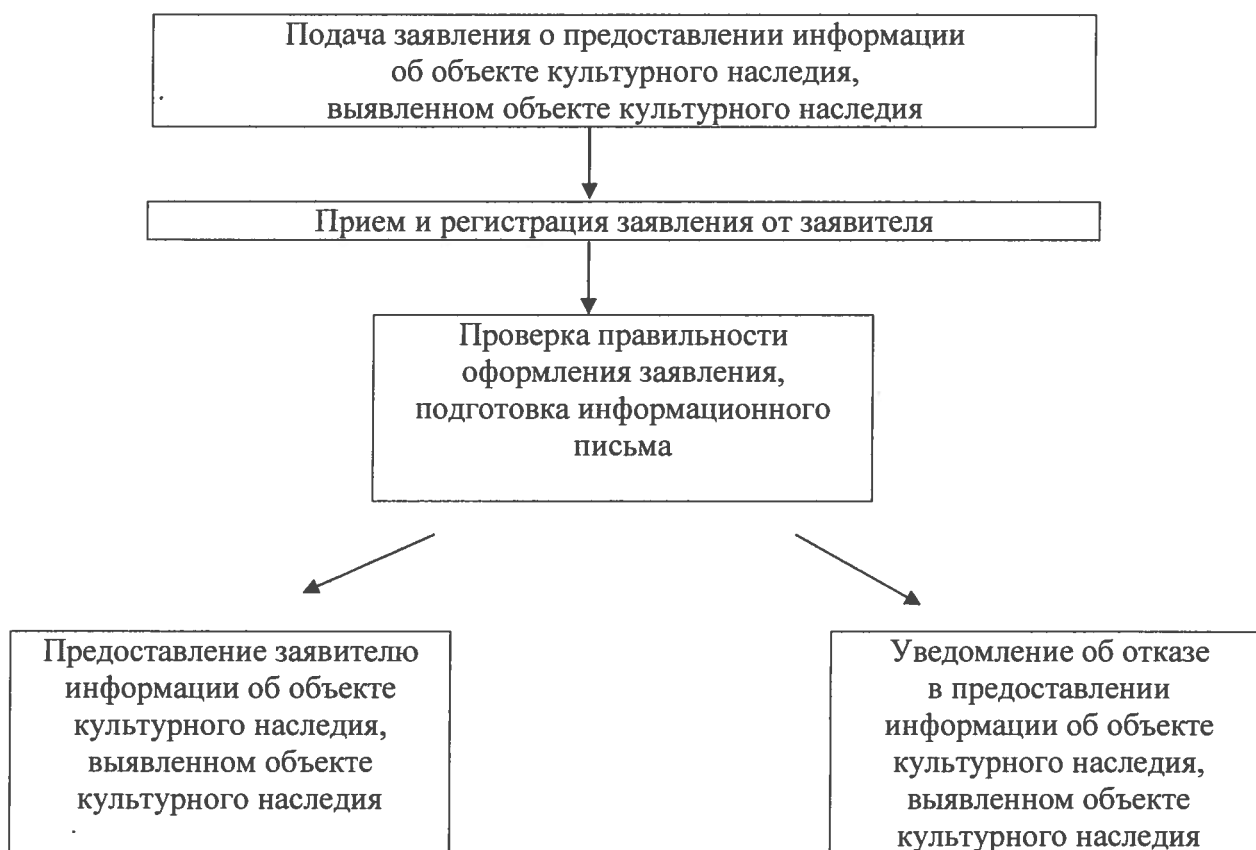 Подача заявления о предоставлении информации
об объекте культурного наследия,
выявленном объекте культурного наследия
Прием и регистрация заявления от заявителя
Проверка правильности
оформления заявления,
подготовка информационного
письма
Предоставление заявителю
информации об объекте
культурного наследия,
выявленном объекте
культурного наследия
Уведомление об отказе
в предоставлении
информации об объекте
культурного наследия,
выявленном объекте
культурного наследия